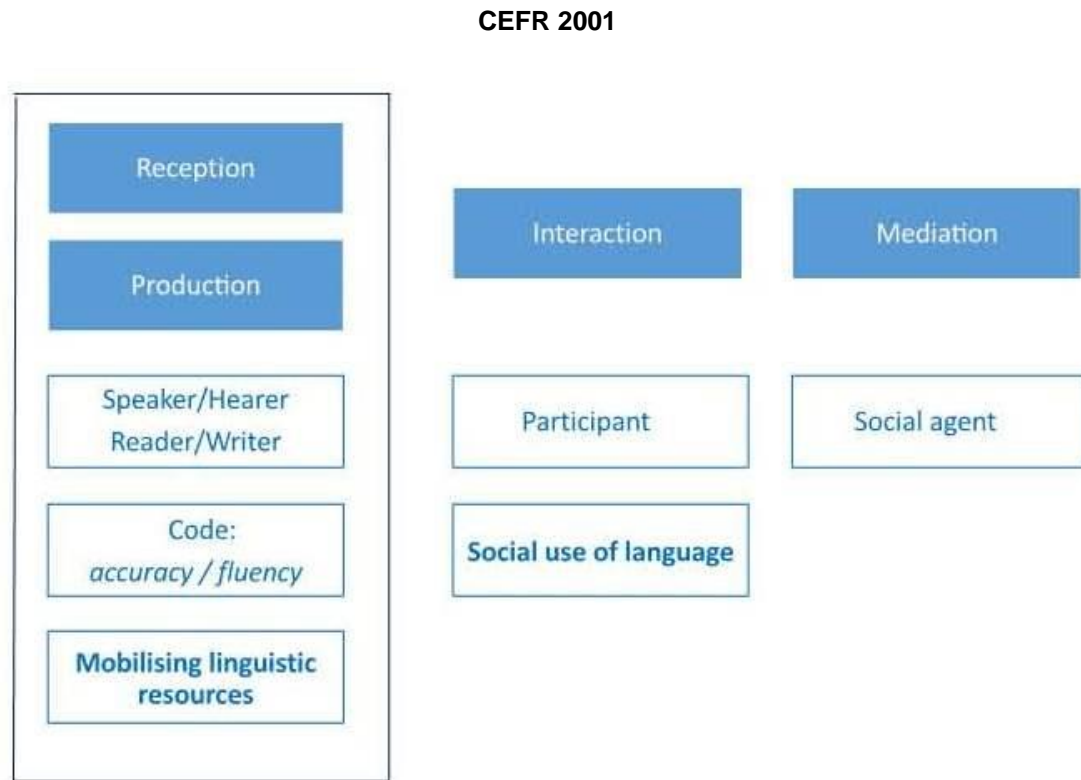 CEFR 2001
Reception
Production
Speaker/Hearer
Reader/Writer
Code:
accuracy / fluency
Mobilising linguistic
resources
Interaction
Participant
Social use of language
Mediation
Social agent